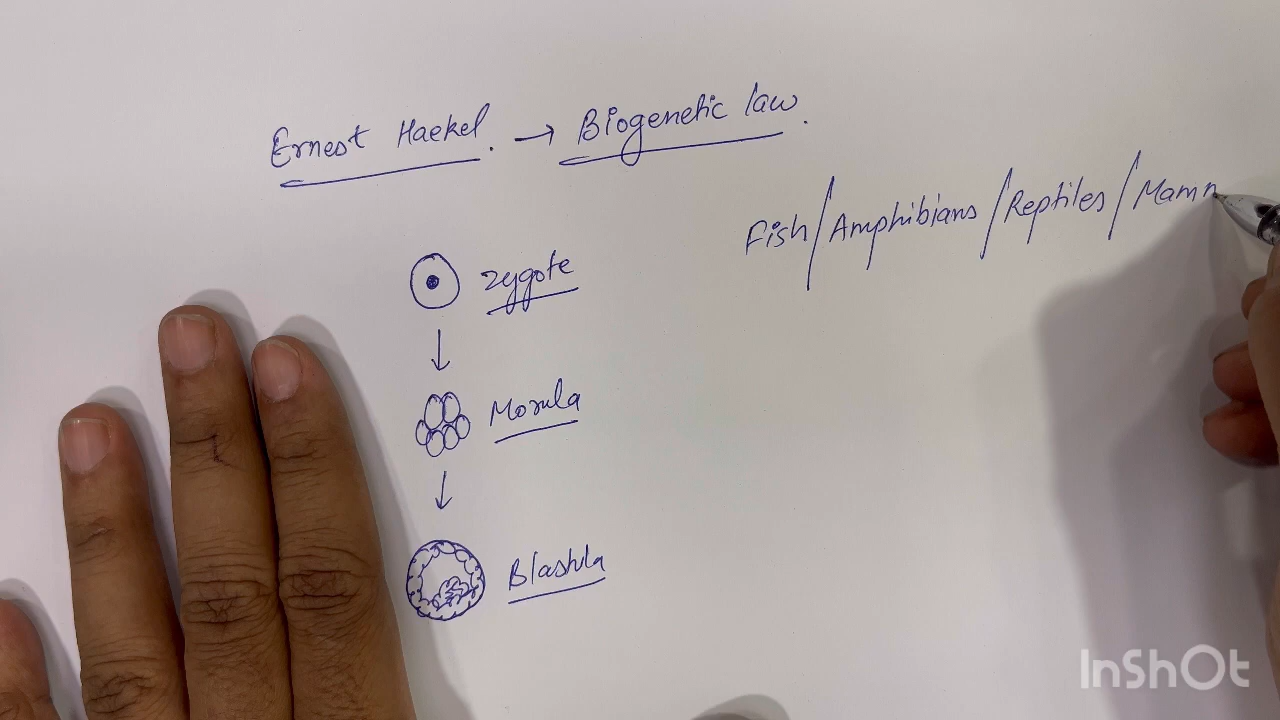 Ernest Haekel. → Biogenetic law.
Fish/Amphibians/Reptiles/Mamm
zygote
Morula
Blastula
InShOt